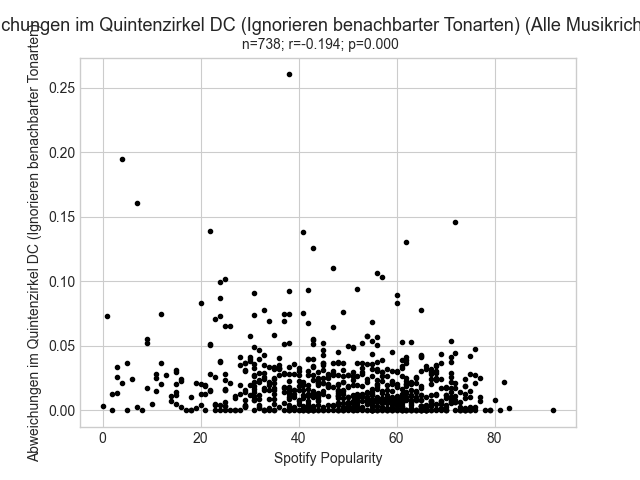 chungen im Quintenzirkel DC (Ignorieren benachbarter Tonarten) (Alle Musikrich
n=738; r=-0.194; p=0.000
Abweichungen im Quintenzirkel DC (Ignorieren benachbarter Tonarten)
0.25
0.20
0.15
0.10
0.05
0.00
0 20 40 60 80
Spotify Popularity